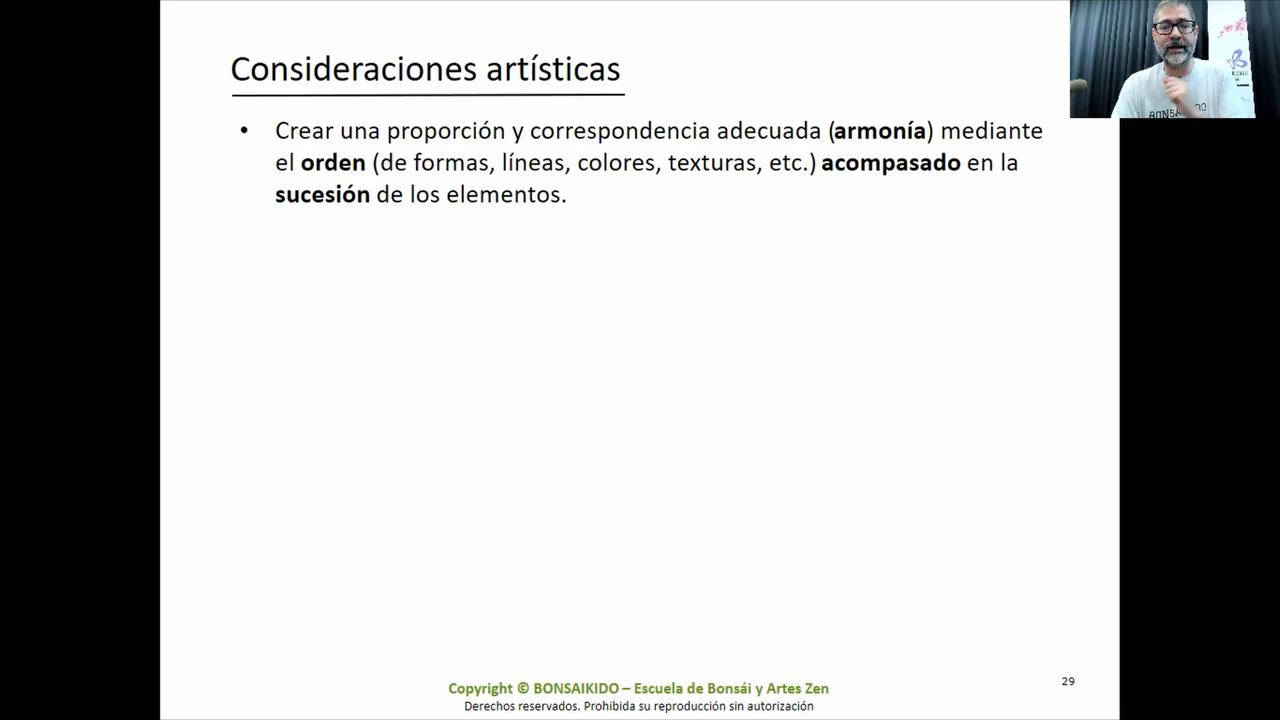 Consideraciones artísticas
• Crear una proporción y correspondencia adecuada (armonía) mediante
el orden (de formas, líneas, colores, texturas, etc.) acompasado en la
sucesión de los elementos.
29
Copyright © BONSAIKIDO – Escuela de Bonsái y Artes Zen
Derechos reservados. Prohibida su reproducción sin autorización